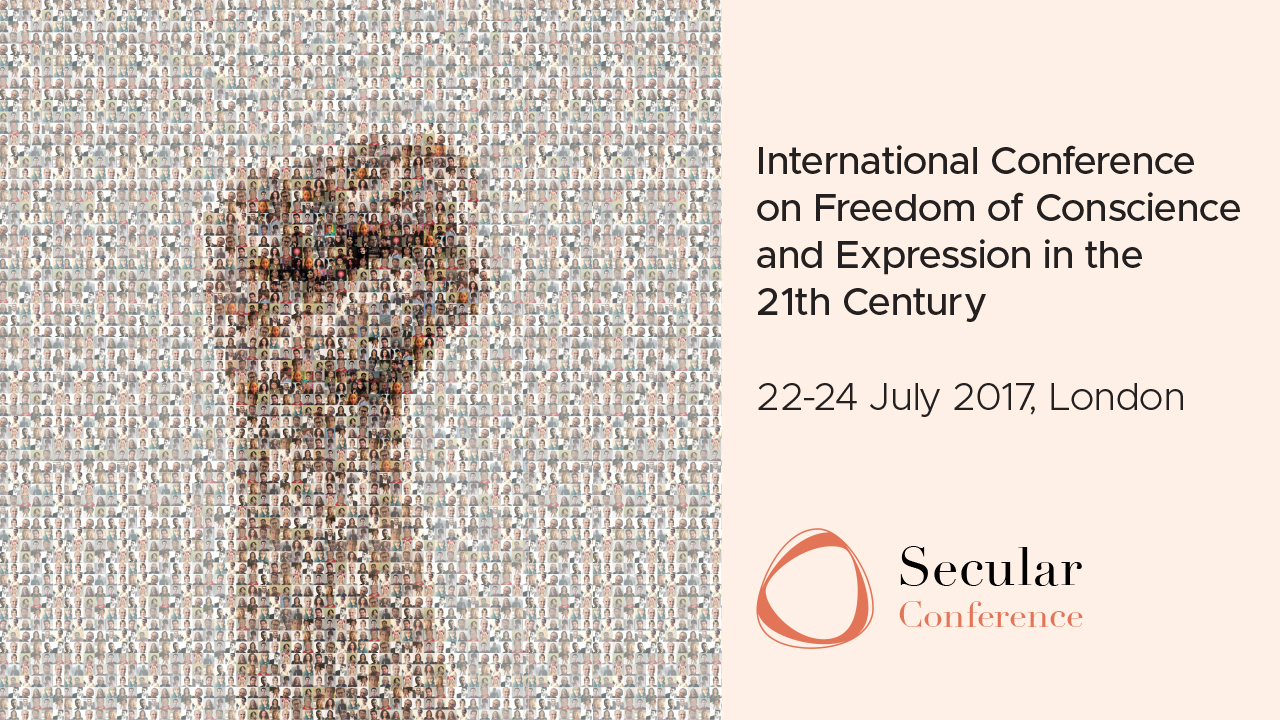 International Conference
on Freedom of Conscience
and Expression in the
21th Century
22-24 July 2017, London
Secular
Conference